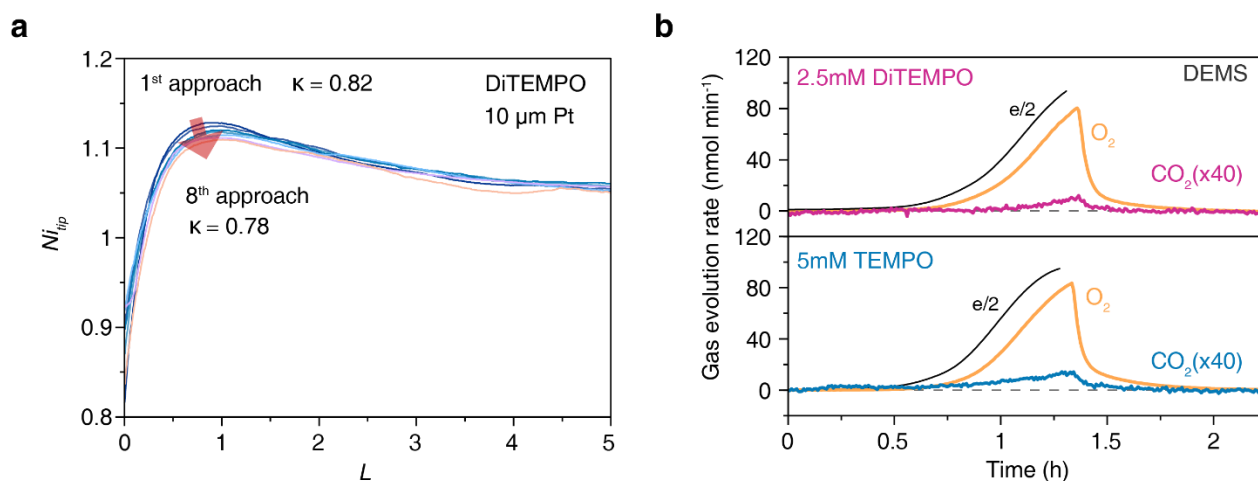 a
1st approach κ = 0.82
DiTEMPO
10 µm Pt
8th approach
κ = 0.78
Ni_tip
1.2
1.1
1
0.9
0.8
0 1 2 3 4 5
L
b
2.5mM DiTEMPO
DEMS
e/2
O2
CO2(x40)
120
80
40
0
5mM TEMPO
e/2
O2
CO2(x40)
120
80
40
0
Gas evolution rate (nmol min-1)
0 0.5 1 1.5 2
Time (h)